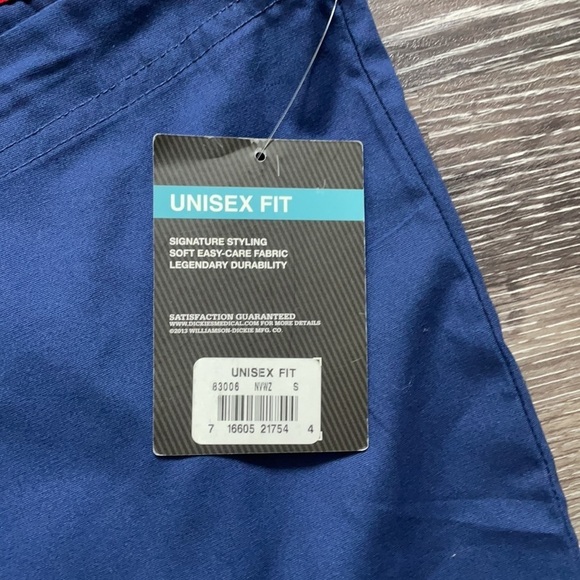 UNISEX FIT
SIGNATURE STYLING
SOFT EASY-CARE FABRIC
LEGENDARY DURABILITY
SATISFACTION GUARANTEED
WWW.DICKIESMEDICAL.COM FOR MORE DETAILS
©2013 WILLIAMSON-DICKIE MFG. CO.
UNISEX FIT
83006 NVWZ S
7 16605 21754 4